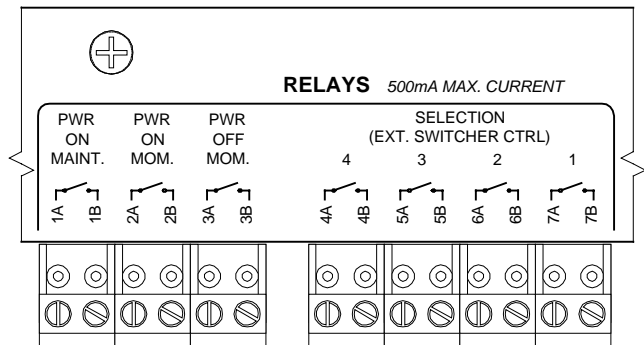 RELAYS 500mA MAX. CURRENT
PWR ON MAINT.
PWR ON MOM.
PWR OFF MOM.
SELECTION
(EXT. SWITCHER CTRL)
4 3 2 1
1A 1B 2A 2B 3A 3B 4A 4B 5A 5B 6A 6B 7A 7B